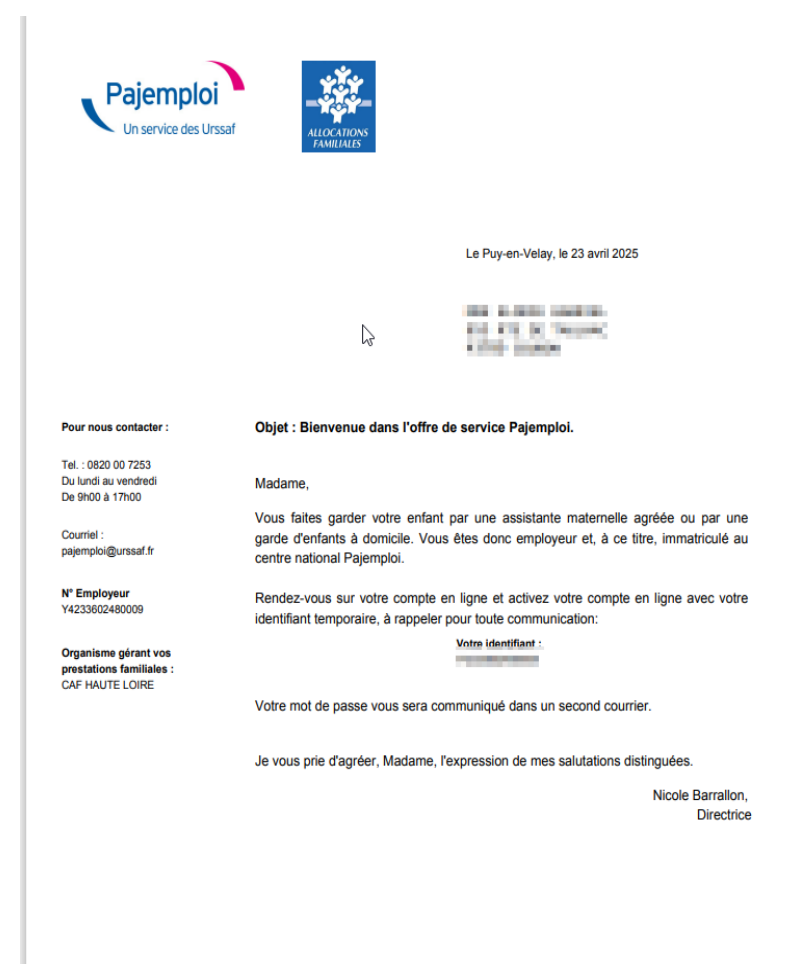 Pajemploi
Un service des Urssaf
ALLOCATIONS
FAMILIALES
Le Puy-en-Velay, le 23 avril 2025
Pour nous contacter :
Tel. : 0820 00 7253
Du lundi au vendredi
De 9h00 à 17h00
Courriel :
pajemploi@urssaf.fr
N° Employeur
Y4233602480009
Organisme gérant vos
prestations familiales :
CAF HAUTE LOIRE
Objet : Bienvenue dans l'offre de service Pajemploi.
Madame,
Vous faites garder votre enfant par une assistante maternelle agréée ou par une
garde d'enfants à domicile. Vous êtes donc employeur et, à ce titre, immatriculé au
centre national Pajemploi.
Rendez-vous sur votre compte en ligne et activez votre compte en ligne avec votre
identifiant temporaire, à rappeler pour toute communication:
Votre identifiant :
Votre mot de passe vous sera communiqué dans un second courrier.
Je vous prie d'agréer, Madame, l'expression de mes salutations distinguées.
Nicole Barrallon,
Directrice